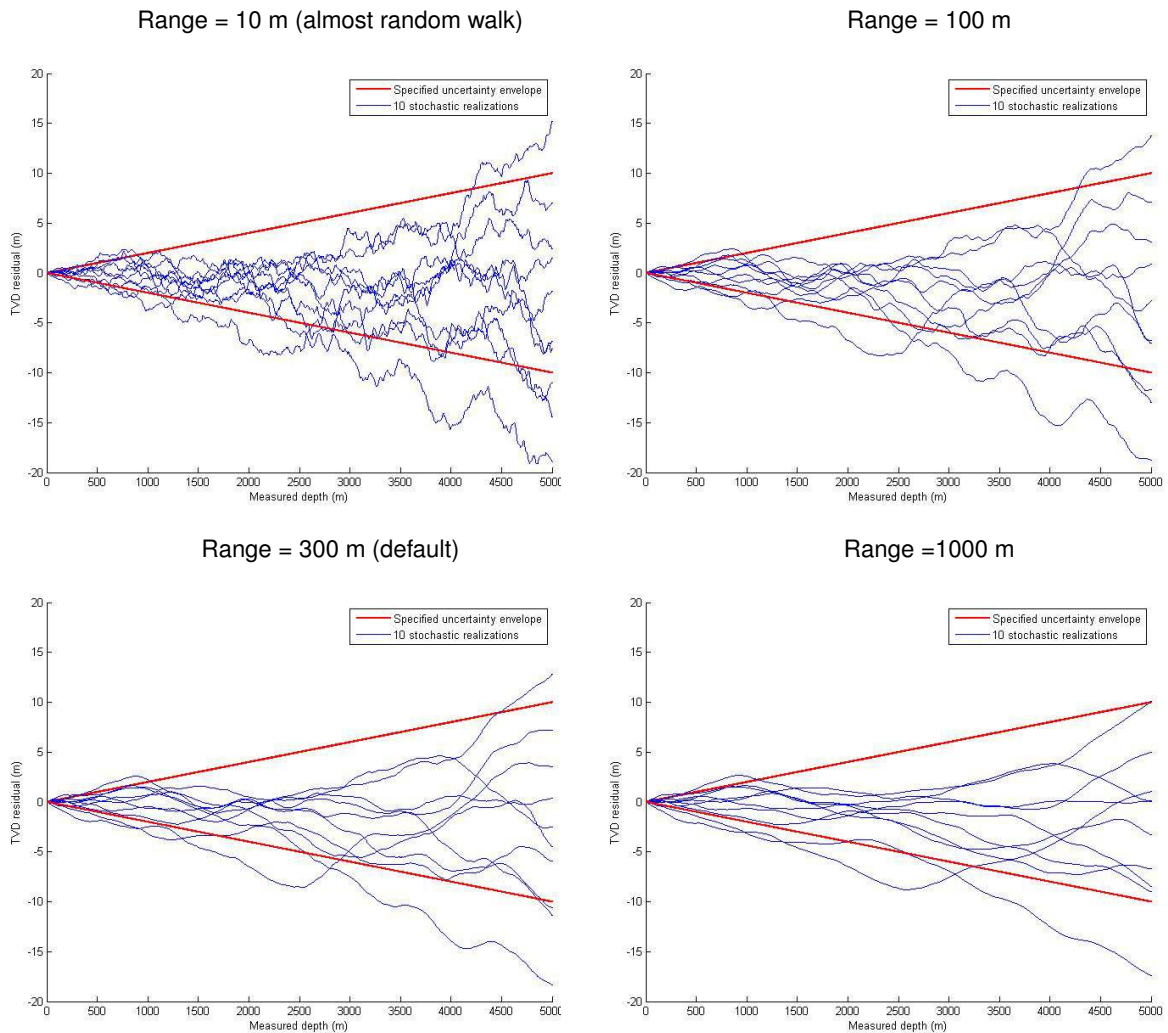 Range = 10 m (almost random walk)
Range = 100 m
20
15
10
5
0
-5
-10
-15
-20
TVD residual (m)
Specified uncertainty envelope
10 stochastic realizations
0 500 1000 1500 2000 2500 3000 3500 4000 4500 500
Measured depth (m)
20
15
10
5
0
-5
-10
-15
-20
TVD residual (m)
Specified uncertainty envelope
10 stochastic realizations
0 500 1000 1500 2000 2500 3000 3500 4000 4500 5000
Measured depth (m)
Range = 300 m (default)
Range =1000 m
20
15
10
5
0
-5
-10
-15
-20
TVD residual (m)
Specified uncertainty envelope
10 stochastic realizations
0 500 1000 1500 2000 2500 3000 3500 4000 4500 5000
Measured depth (m)
20
15
10
5
0
-5
-10
-15
-20
TVD residual (m)
Specified uncertainty envelope
10 stochastic realizations
0 500 1000 1500 2000 2500 3000 3500 4000 4500 5000
Measured depth (m)